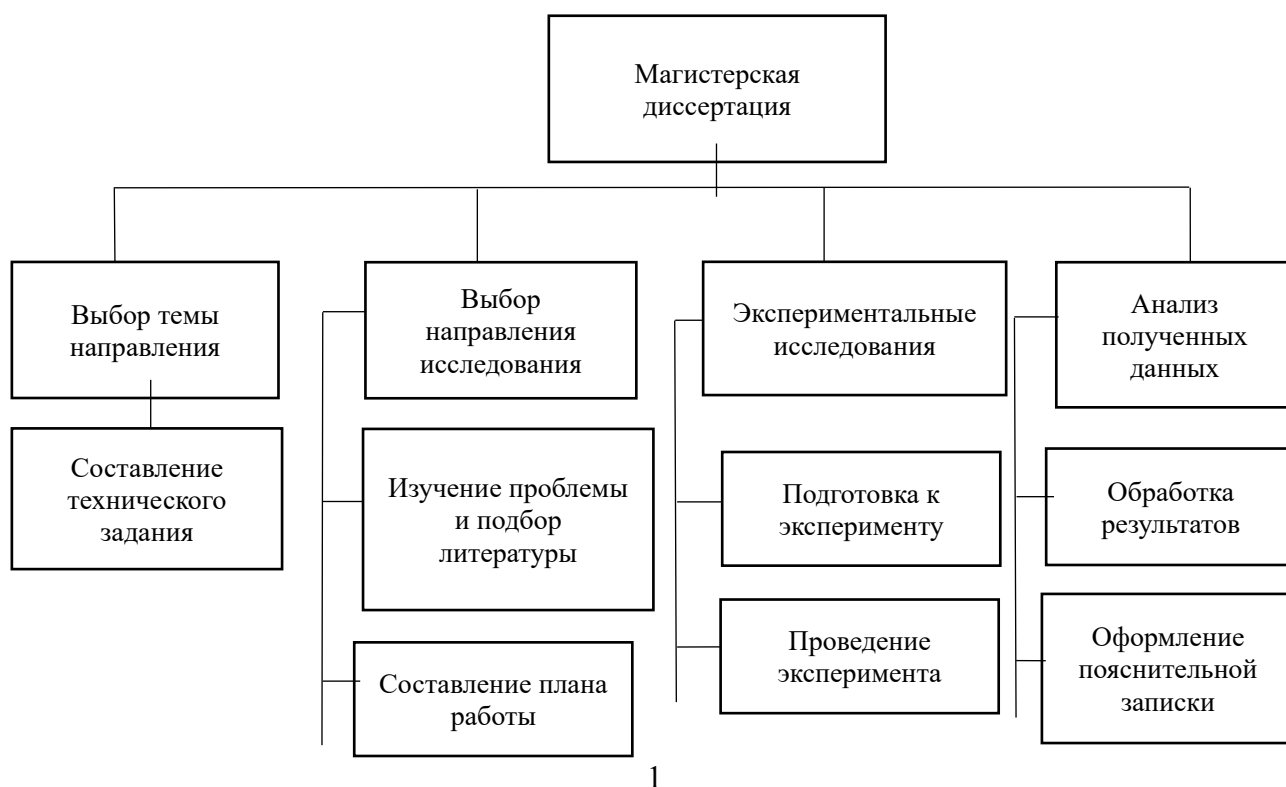 Магистерская
диссертация
Выбор темы
направления
Составление
технического
задания
Выбор
направления
исследования
Изучение проблемы
и подбор
литературы
Составление плана
работы
Экспериментальные
исследования
Подготовка к
эксперименту
Проведение
эксперимента
Анализ
полученных
данных
Обработка
результатов
Оформление
пояснительной
записки
1